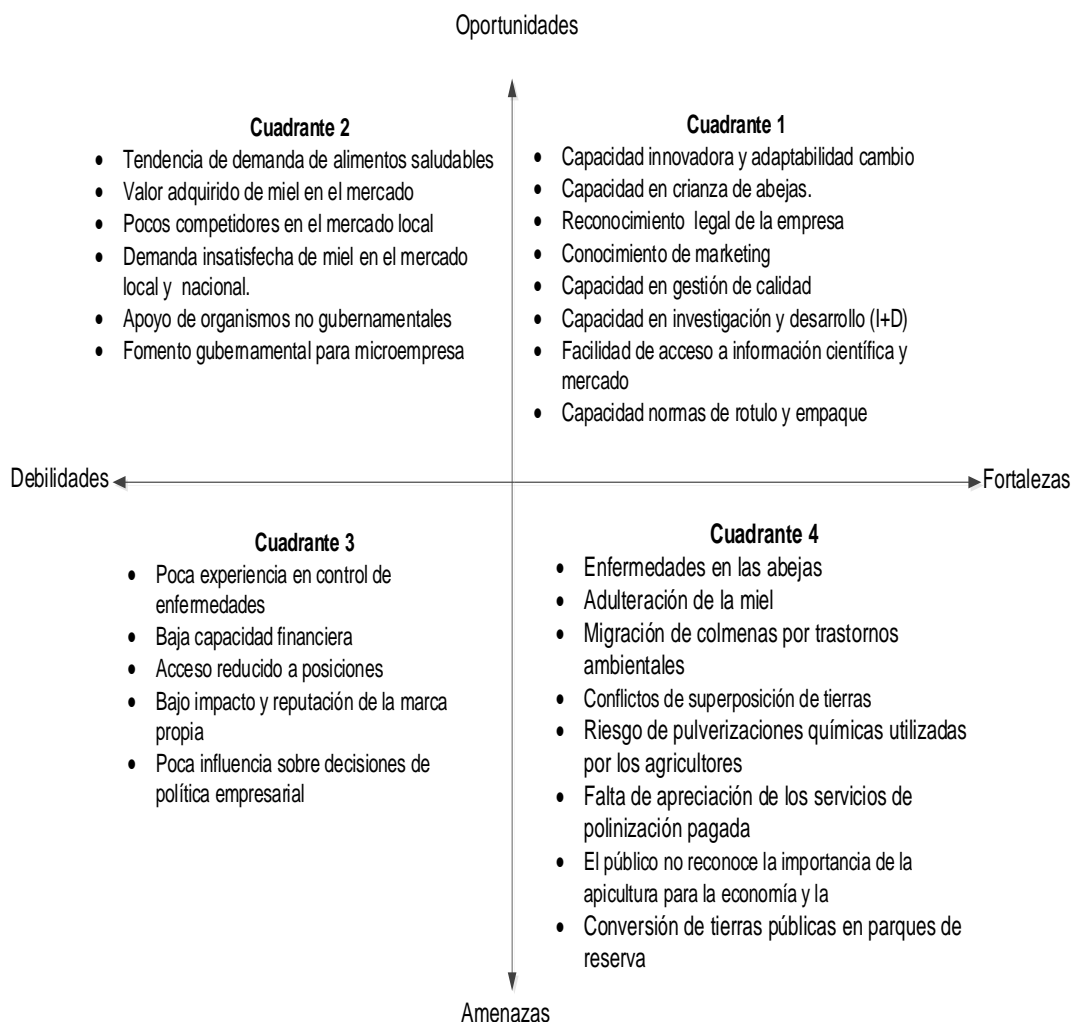 Oportunidades
Cuadrante 2
• Tendencia de demanda de alimentos saludables
• Valor adquirido de miel en el mercado
• Pocos competidores en el mercado local
• Demanda insatisfecha de miel en el mercado
local y nacional.
• Apoyo de organismos no gubernamentales
• Fomento gubernamental para microempresa
Cuadrante 1
• Capacidad innovadora y adaptabilidad cambio
• Capacidad en crianza de abejas.
• Reconocimiento legal de la empresa
• Conocimiento de marketing
• Capacidad en gestión de calidad
• Capacidad en investigación y desarrollo (I+D)
• Facilidad de acceso a información científica y
mercado
• Capacidad normas de rotulo y empaque
Debilidades
Fortalezas
Cuadrante 3
• Poca experiencia en control de
enfermedades
• Baja capacidad financiera
• Acceso reducido a posiciones
• Bajo impacto y reputación de la marca
propia
• Poca influencia sobre decisiones de
política empresarial
Cuadrante 4
• Enfermedades en las abejas
• Adulteración de la miel
• Migración de colmenas por trastornos
ambientales
• Conflictos de superposición de tierras
• Riesgo de pulverizaciones químicas utilizadas
por los agricultores
• Falta de apreciación de los servicios de
polinización pagada
• El público no reconoce la importancia de la
apicultura para la economía y la
• Conversión de tierras públicas en parques de
reserva
Amenazas